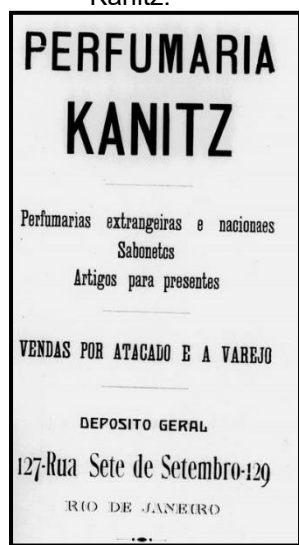 Kanitz.
PERFUMARIA
KANITZ
Perfumarias extrangeiras e nacionaes
Sabonetes
Artigos para presentes
VENDAS POR ATACADO E A VAREJO
DEPOSITO GERAL
127-Rua Sete de Setembro-129
RIO DE JANEIRO